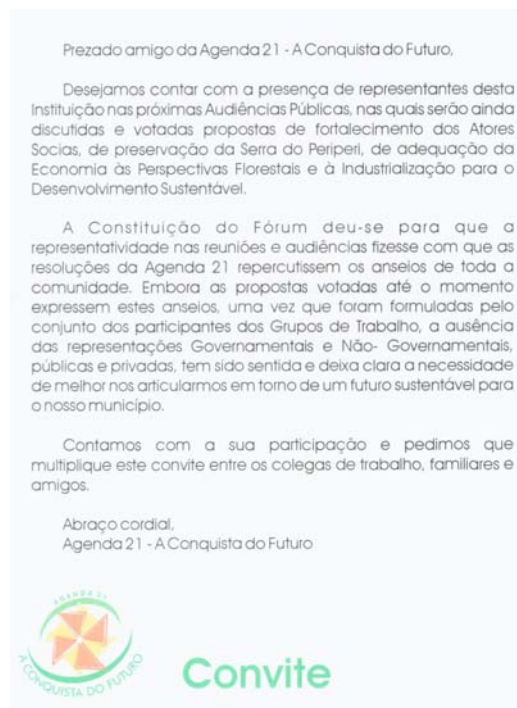 Prezado amigo da Agenda 21 - A Conquista do Futuro,
Desejamos contar com a presença de representantes desta
Instituição nas próximas Audiências Públicas, nas quais serão ainda
discutidas e votadas propostas de fortalecimento dos Atores
Socias, de preservação da Serra do Periperi, de adequação da
Economia às Perspectivas Florestais e à Industrialização para o
Desenvolvimento Sustentável.
A Constituição do Fórum deu-se para que a
representatividade nas reuniões e audiências fizesse com que as
resoluções da Agenda 21 repercutissem os anseios de toda a
comunidade. Embora as propostas votadas até o momento
expressem estes anseios, uma vez que foram formuladas pelo
conjunto dos participantes dos Grupos de Trabalho, a ausência
das representações Governamentais e Não- Governamentais,
públicas e privadas, tem sido sentida e deixa clara a necessidade
de melhor nos articularmos em torno de um futuro sustentável para
o nosso município.
Contamos com a sua participação e pedimos que
multiplique este convite entre os colegas de trabalho, familiares e
amigos.
Abraço cordial,
Agenda 21 - A Conquista do Futuro
AGENDA 21
A CONQUISTA DO FUTURO
Convite